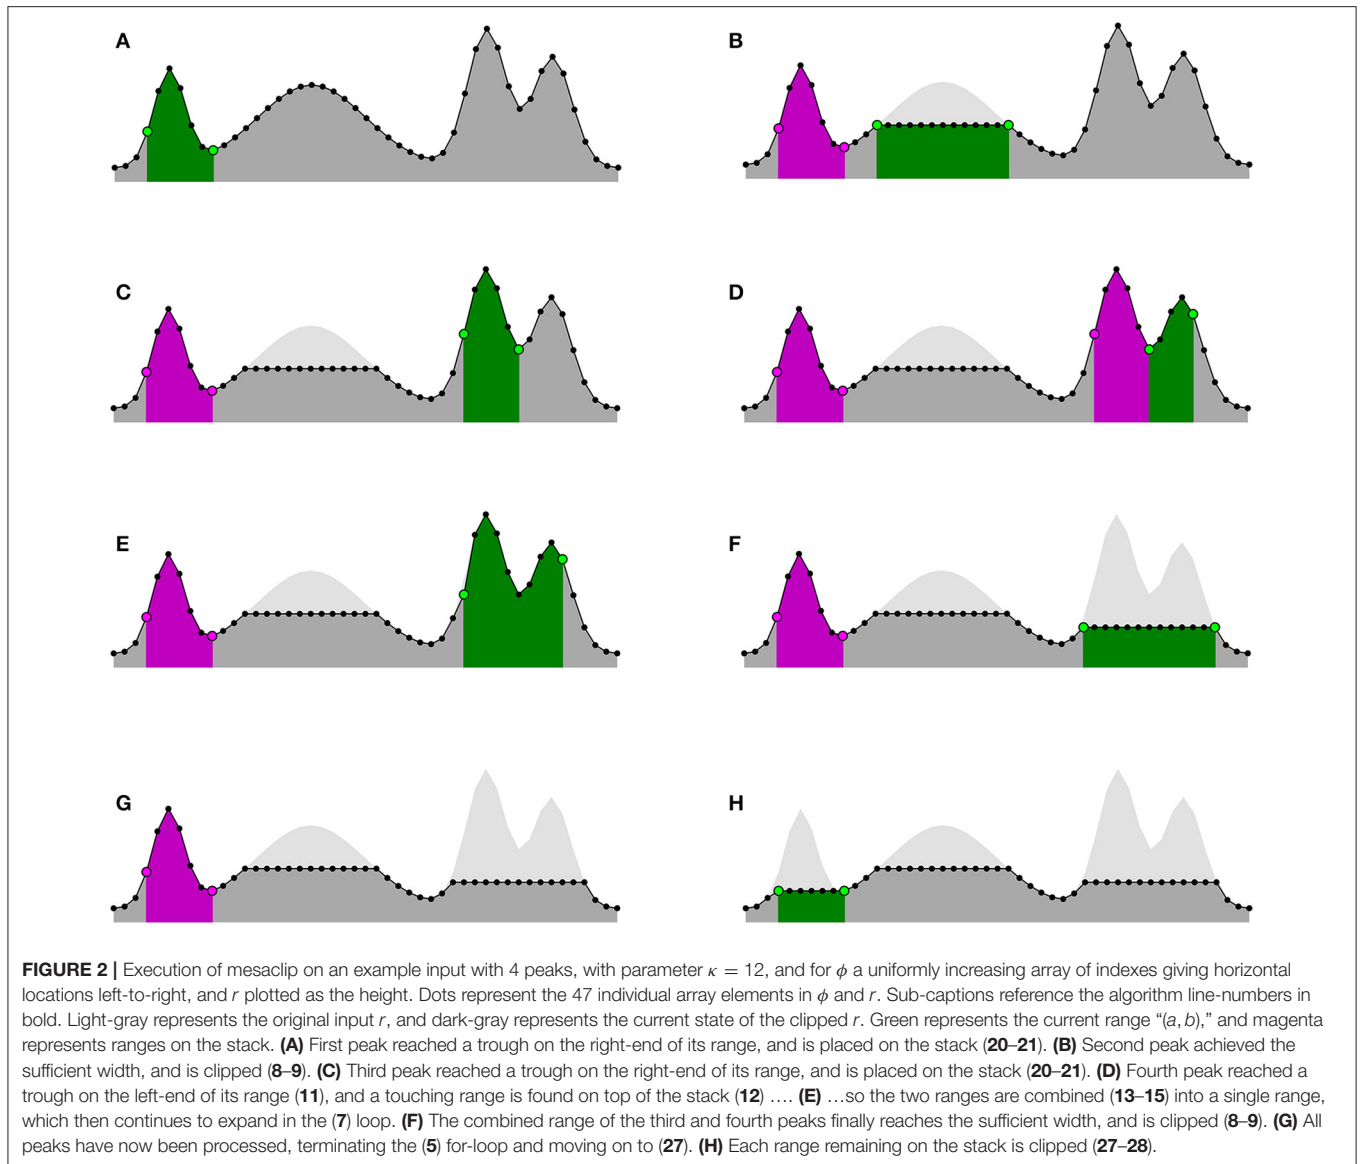 A
B
C
D
E
F
G
H
FIGURE 2 | Execution of mesaclip on an example input with 4 peaks, with parameter κ = 12, and for ϕ a uniformly increasing array of indexes giving horizontal
locations left-to-right, and r plotted as the height. Dots represent the 47 individual array elements in ϕ and r. Sub-captions reference the algorithm line-numbers in
bold. Light-gray represents the original input r, and dark-gray represents the current state of the clipped r. Green represents the current range “(a, b),” and magenta
represents ranges on the stack. (A) First peak reached a trough on the right-end of its range, and is placed on the stack (20–21). (B) Second peak achieved the
sufficient width, and is clipped (8–9). (C) Third peak reached a trough on the right-end of its range, and is placed on the stack (20–21). (D) Fourth peak reached a
trough on the left-end of its range (11), and a touching range is found on top of the stack (12) …. (E) …so the two ranges are combined (13–15) into a single range,
which then continues to expand in the (7) loop. (F) The combined range of the third and fourth peaks finally reaches the sufficient width, and is clipped (8–9). (G) All
peaks have now been processed, terminating the (5) for-loop and moving on to (27). (H) Each range remaining on the stack is clipped (27–28).